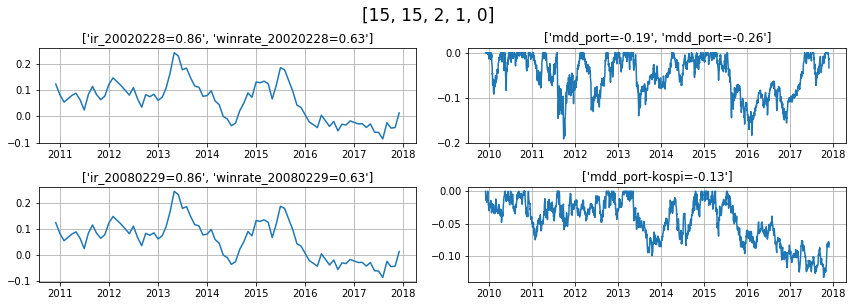 [15, 15, 2, 1, 0]
['ir_20020228=0.86', 'winrate_20020228=0.63']
0.2
0.1
0.0
−0.1
2011 2012 2013 2014 2015 2016 2017 2018
['mdd_port=-0.19', 'mdd_port=-0.26']
0.0
−0.1
−0.2
2010 2011 2012 2013 2014 2015 2016 2017 2018
['ir_20080229=0.86', 'winrate_20080229=0.63']
0.2
0.1
0.0
−0.1
2011 2012 2013 2014 2015 2016 2017 2018
['mdd_port-kospi=-0.13']
0.00
−0.05
−0.10
2010 2011 2012 2013 2014 2015 2016 2017 2018